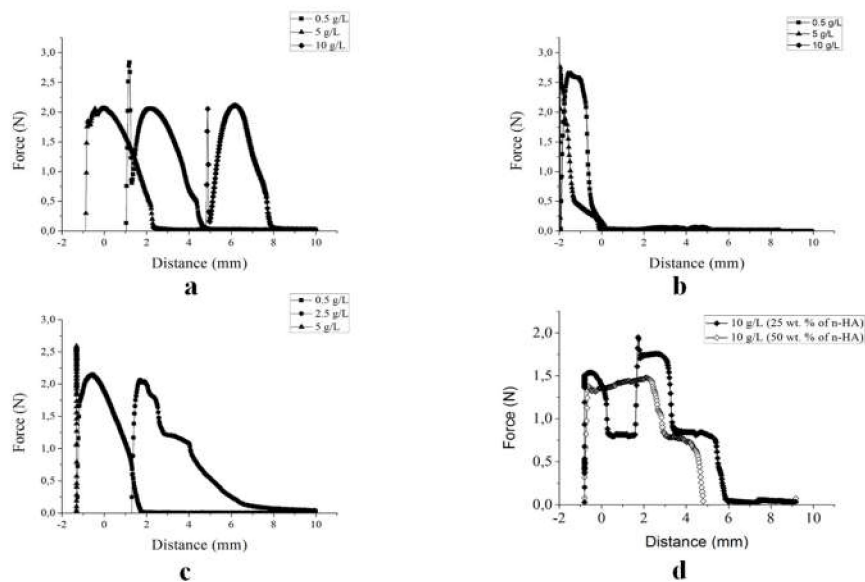 0.5 g/L
5 g/L
10 g/L
3,0
2,5
2,0
1,5
1,0
0,5
0,0
Force (N)
-2 0 2 4 6 8 10
Distance (mm)
a
0.5 g/L
5 g/L
10 g/L
3,0
2,5
2,0
1,5
1,0
0,5
0,0
Force (N)
-2 0 2 4 6 8 10
Distance (mm)
b
0.5 g/L
2.5 g/L
5 g/L
3,0
2,5
2,0
1,5
1,0
0,5
0,0
Force (N)
-2 0 2 4 6 8 10
Distance (mm)
c
10 g/L (25 wt. % of n-HA)
10 g/L (50 wt. % of n-HA)
2,0
1,5
1,0
0,5
0,0
Force (N)
-2 0 2 4 6 8 10
Distance (mm)
d